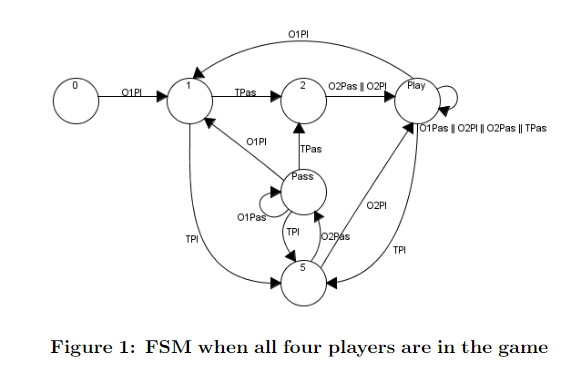 O1Pl
0
1
2
Play
O1Pl
TPas
O2Pas || O2Pl
O1Pas || O2Pl || O2Pas || TPas
O1Pl
TPas
Pass
O1Pas
O2Pl
TPl
TPl
O2Pas
TPl
5
Figure 1: FSM when all four players are in the game